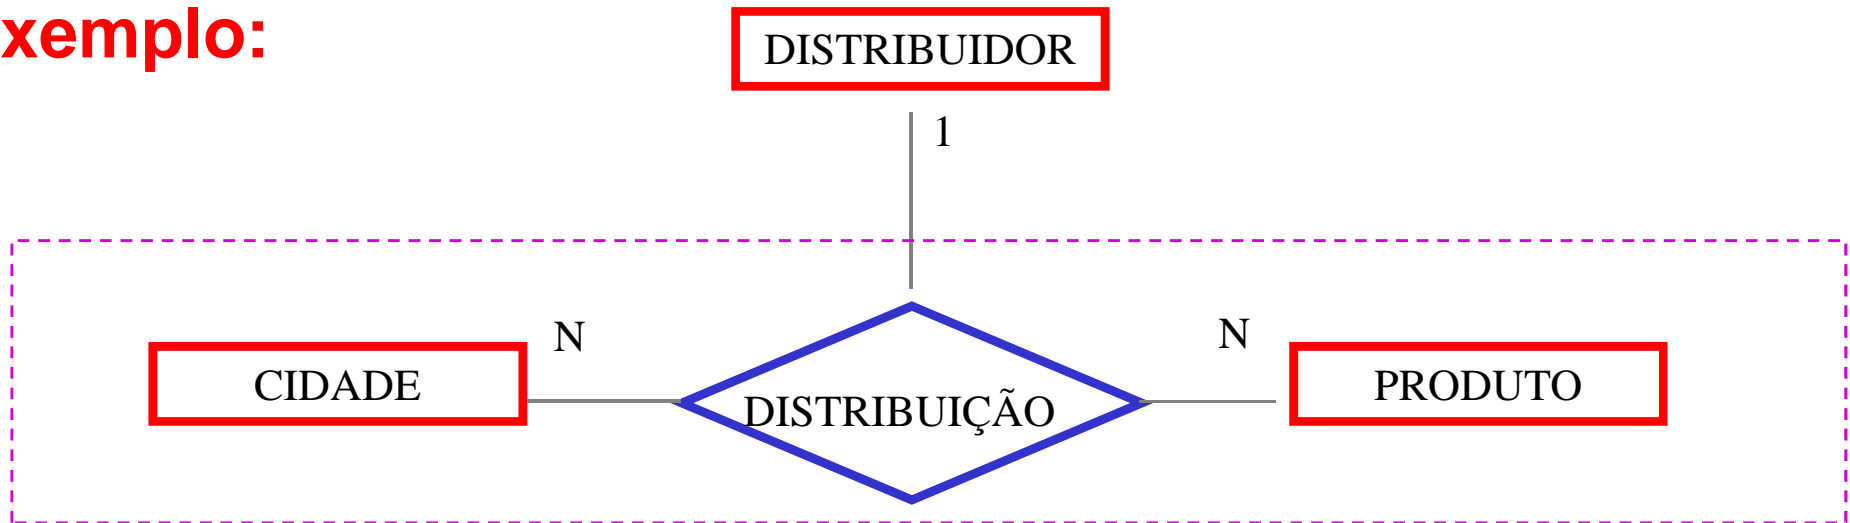 xemplo:
DISTRIBUIDOR
1
N
N
CIDADE
DISTRIBUIÇÃO
PRODUTO